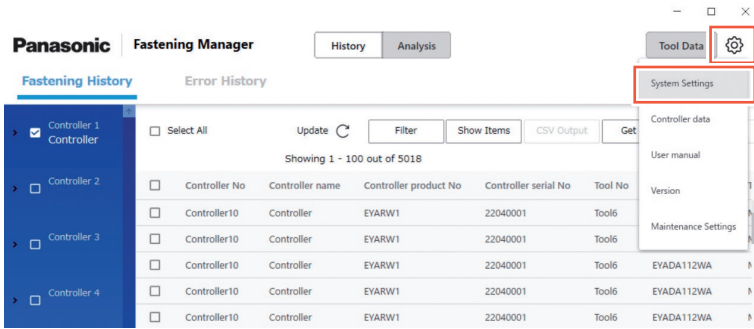 Panasonic Fastening Manager History Analysis Tool Data
Fastening History Error History
System Settings
Controller data
User manual
Version
Maintenance Settings
Controller 1
Controller
Controller 2
Controller 3
Controller 4
Select All Update Filter Show Items CSV Output Get
Showing 1 - 100 out of 5018
Controller No Controller name Controller product No Controller serial No Tool No
Controller10 Controller EYARW1 22040001 Tool6
Controller10 Controller EYARW1 22040001 Tool6
Controller10 Controller EYARW1 22040001 Tool6 EYADA112WA
Controller10 Controller EYARW1 22040001 Tool6 EYADA112WA
Controller10 Controller EYARW1 22040001 Tool6 EYADA112WA